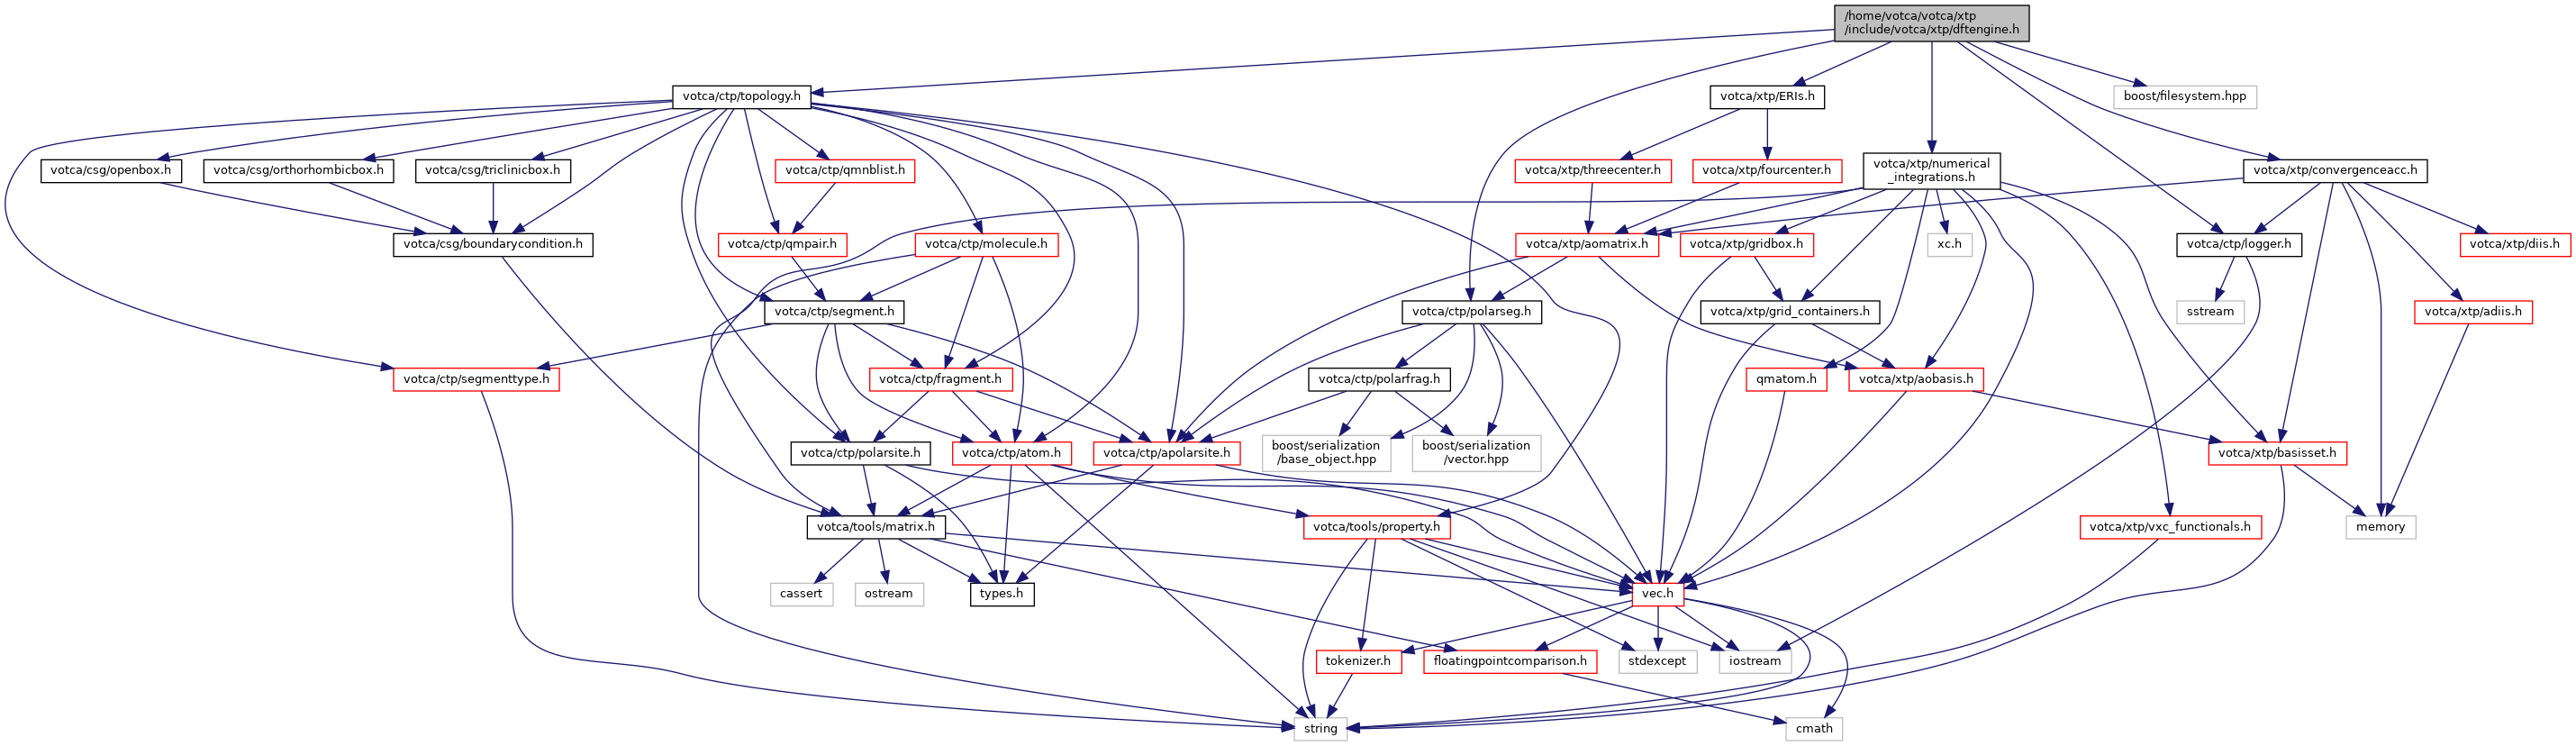 /home/votca/votca/xtp
/include/votca/xtp/dftengine.h
votca/ctp/topology.h
votca/xtp/ERIs.h
boost/filesystem.hpp
votca/csg/openbox.h
votca/csg/orthorhombicbox.h
votca/csg/triclinicbox.h
votca/ctp/qmnblist.h
votca/xtp/threecenter.h
votca/xtp/fourcenter.h
votca/xtp/numerical
_integrations.h
votca/xtp/convergenceacc.h
votca/csg/boundarycondition.h
votca/ctp/qmpair.h
votca/ctp/molecule.h
votca/xtp/aomatrix.h
votca/xtp/gridbox.h
xc.h
votca/ctp/logger.h
votca/xtp/diis.h
votca/ctp/segment.h
votca/ctp/polarseg.h
votca/xtp/grid_containers.h
sstream
votca/xtp/adiis.h
votca/ctp/segmenttype.h
votca/ctp/fragment.h
votca/ctp/polarfrag.h
qmatom.h
votca/xtp/aobasis.h
votca/ctp/polarsite.h
votca/ctp/atom.h
votca/ctp/apolarsite.h
boost/serialization
/base_object.hpp
boost/serialization
/vector.hpp
votca/xtp/basisset.h
votca/tools/matrix.h
votca/tools/property.h
votca/xtp/vxc_functionals.h
memory
cassert
ostream
types.h
vec.h
tokenizer.h
floatingpointcomparison.h
stdexcept
iostream
string
cmath